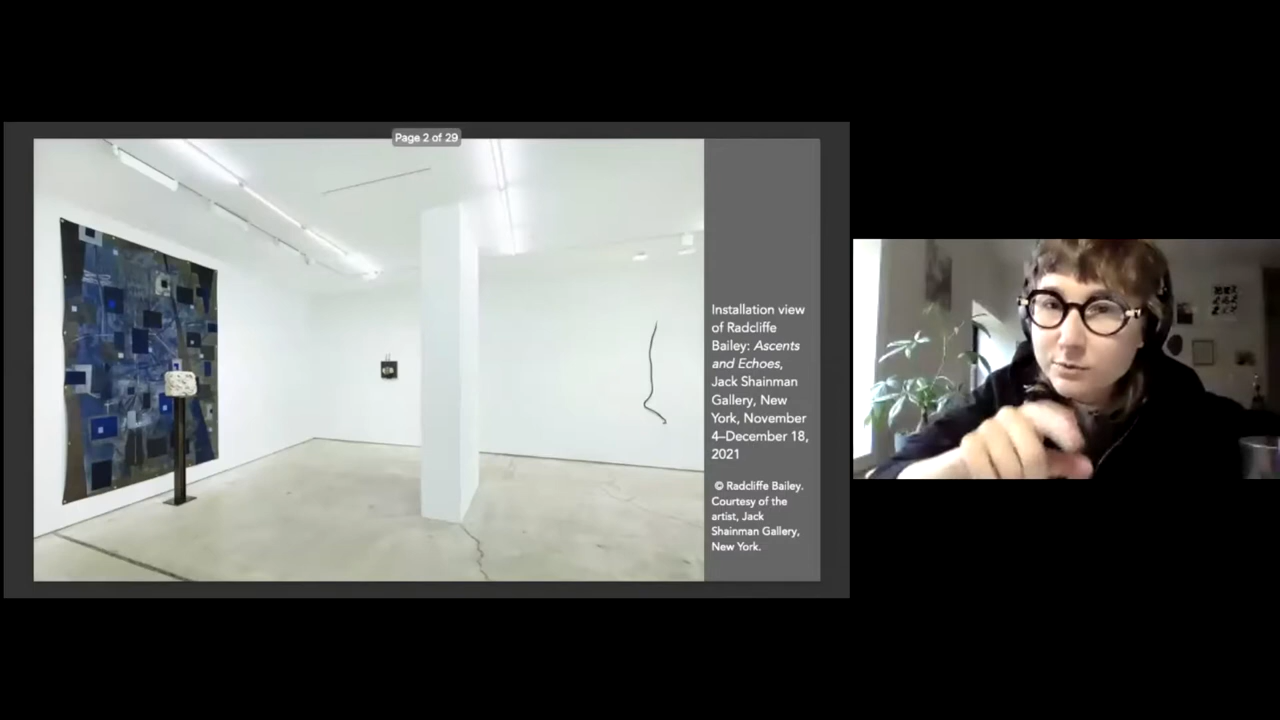 Page 2 of 29
Installation view
of Radcliffe
Bailey: Ascents
and Echoes,
Jack Shainman
Gallery, New
York, November
4–December 18,
2021
© Radcliffe Bailey.
Courtesy of the
artist, Jack
Shainman Gallery,
New York.